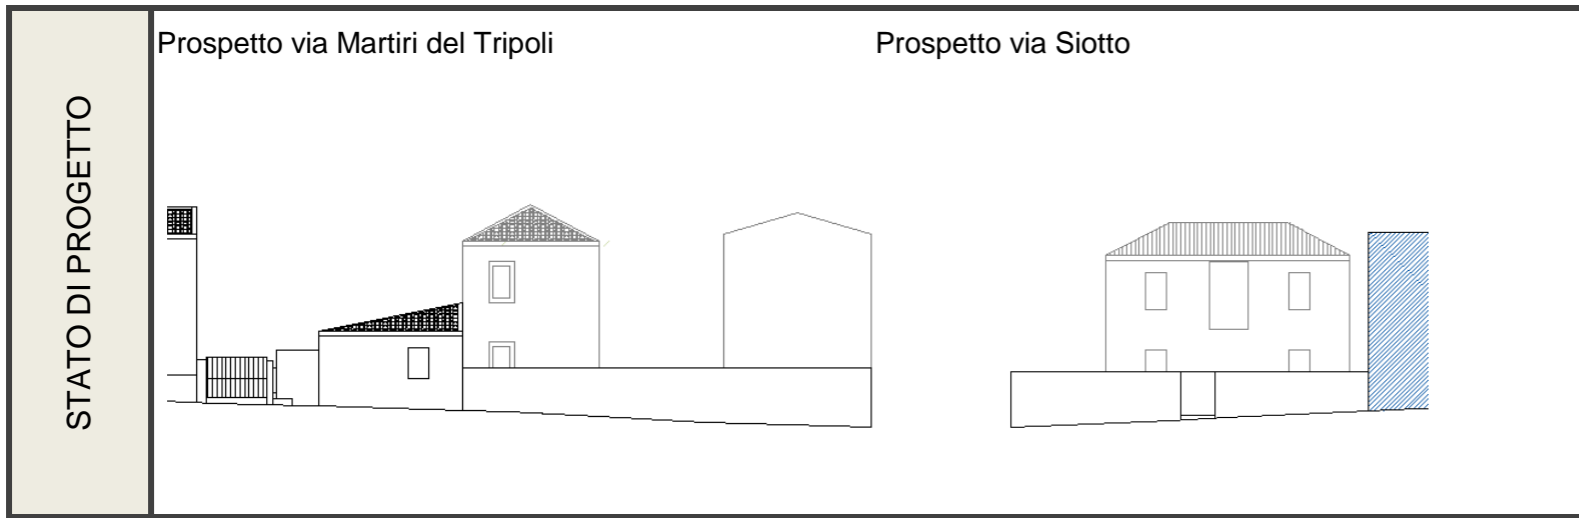 STATO DI PROGETTO
Prospetto via Martiri del Tripoli
Prospetto via Siotto